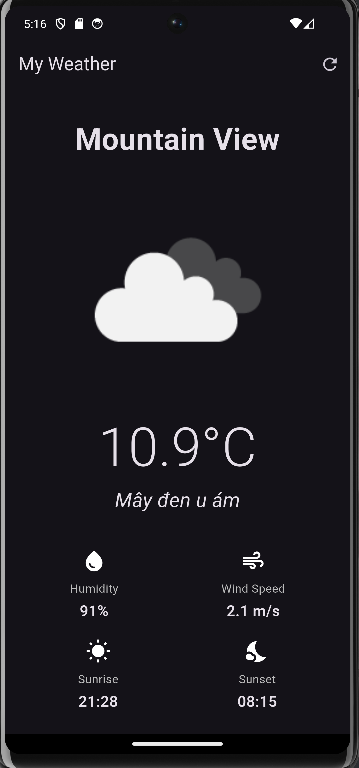 5:16
My Weather
Mountain View
10.9°C
Mây đen u ám
Humidity
91%
Wind Speed
2.1 m/s
Sunrise
21:28
Sunset
08:15